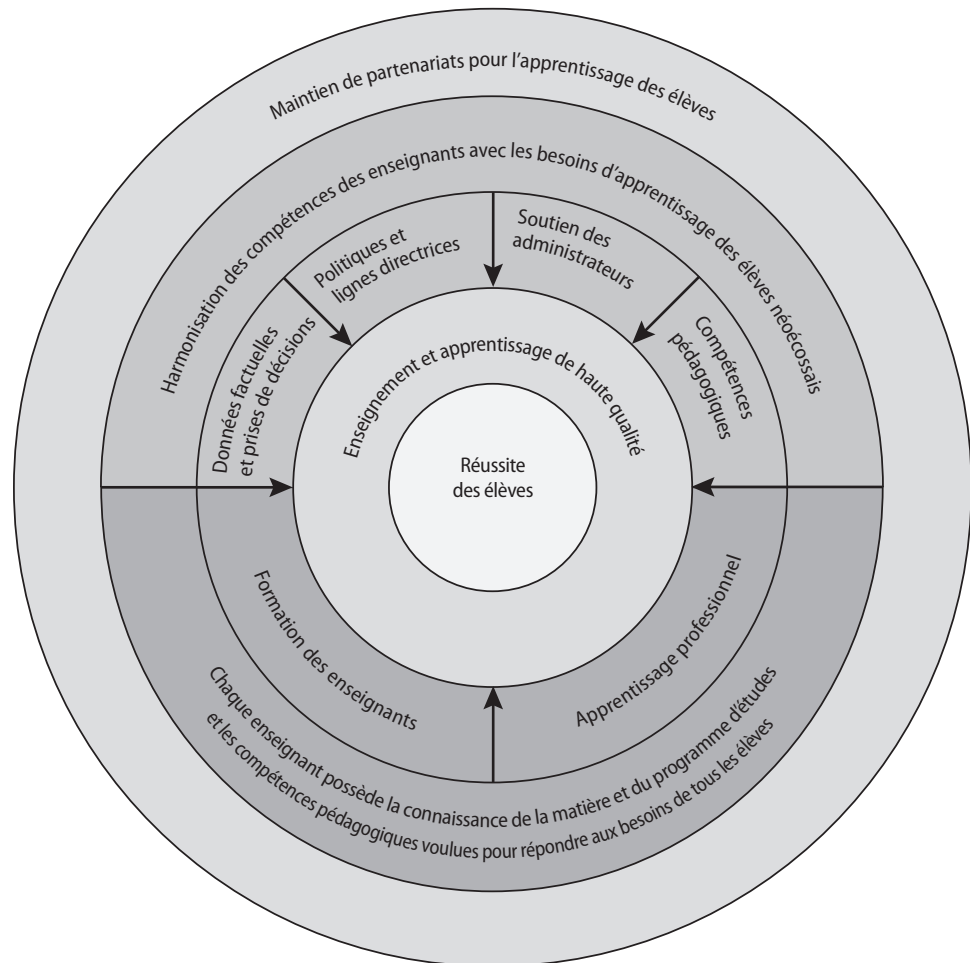 Maintien de partenariats pour l'apprentissage des élèves
Harmonisation des compétences des enseignants avec les besoins d'apprentissage des élèves néoécossais
Données factuelles
et prises de décisions
Politiques et
lignes directrices
Soutien des
administrateurs
Compétences
pédagogiques
Enseignement et apprentissage de haute qualité
Réussite
des élèves
Formation des enseignants
Apprentissage professionnel
Chaque enseignant possède la connaissance de la matière et du programme d'études
et les compétences pédagogiques voulues pour répondre aux besoins de tous les élèves